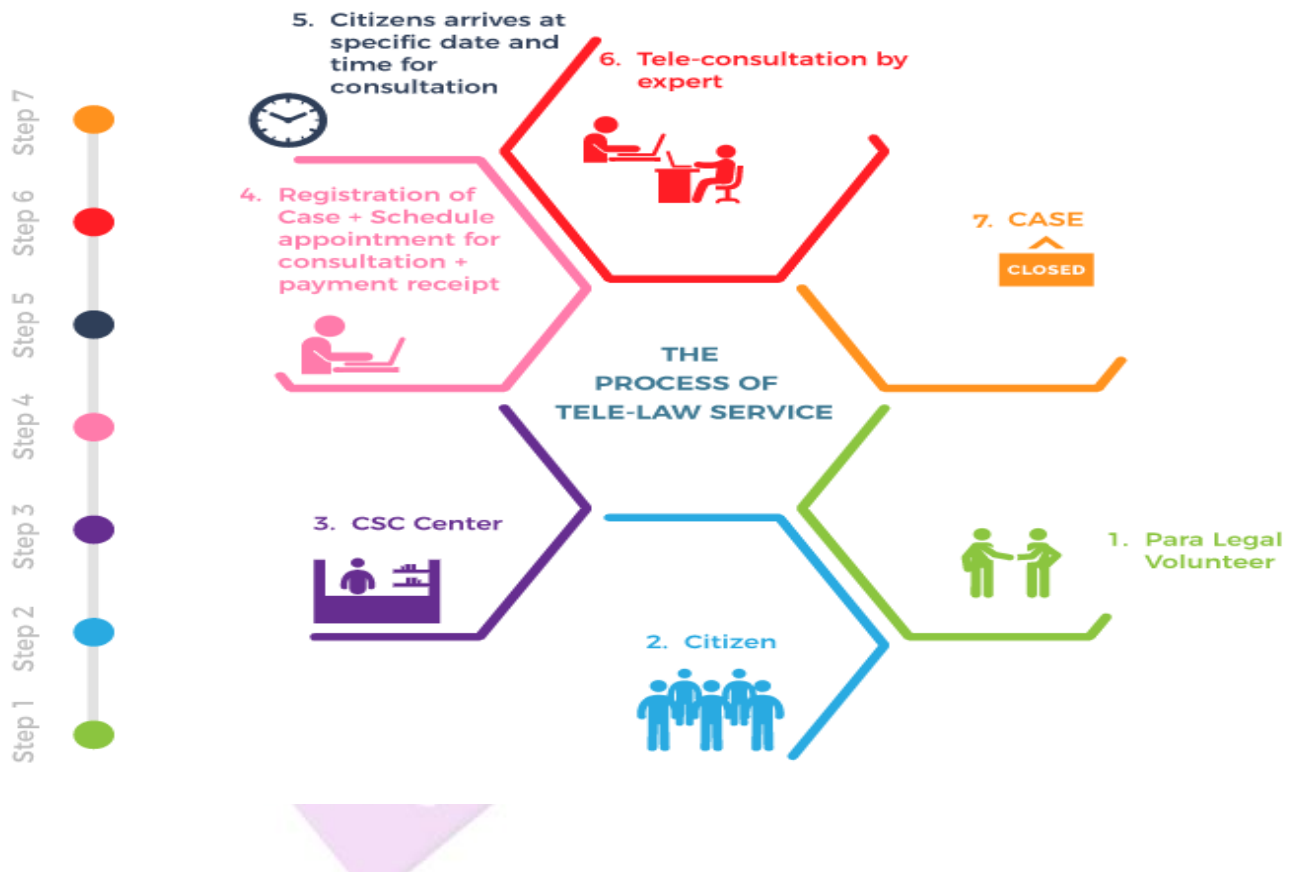 5. Citizens arrives at
specific date and
time for
consultation
6. Tele-consultation by
expert
4. Registration of
Case + Schedule
appointment for
consultation +
payment receipt
7. CASE
CLOSED
THE
PROCESS OF
TELE-LAW SERVICE
3. CSC Center
1. Para Legal
Volunteer
2. Citizen
Step 7
Step 6
Step 5
Step 4
Step 3
Step 2
Step 1